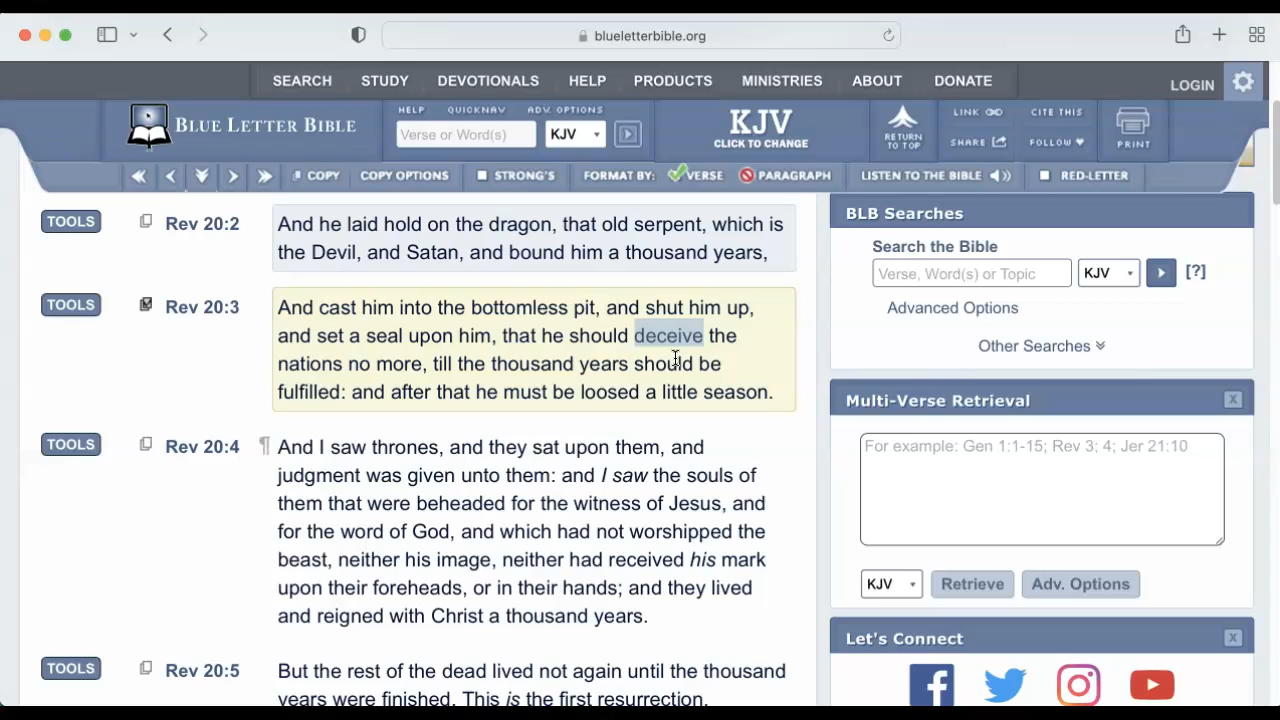 blueletterbible.org
SEARCH STUDY DEVOTIONALS HELP PRODUCTS MINISTRIES ABOUT DONATE LOGIN
BLUE LETTER BIBLE
HELP QUICKNAV ADV. OPTIONS
Verse or Word(s) KJV
KJV
CLICK TO CHANGE
RETURN TO TOP
LINK CITE THIS
SHARE FOLLOW
PRINT
COPY COPY OPTIONS STRONG'S FORMAT BY: VERSE PARAGRAPH LISTEN TO THE BIBLE RED-LETTER
TOOLS Rev 20:2 And he laid hold on the dragon, that old serpent, which is
the Devil, and Satan, and bound him a thousand years,
TOOLS Rev 20:3 And cast him into the bottomless pit, and shut him up,
and set a seal upon him, that he should deceive the
nations no more, till the thousand years should be
fulfilled: and after that he must be loosed a little season.
TOOLS Rev 20:4 ¶ And I saw thrones, and they sat upon them, and
judgment was given unto them: and I saw the souls of
them that were beheaded for the witness of Jesus, and
for the word of God, and which had not worshipped the
beast, neither his image, neither had received his mark
upon their foreheads, or in their hands; and they lived
and reigned with Christ a thousand years.
TOOLS Rev 20:5 But the rest of the dead lived not again until the thousand
years were finished. This is the first resurrection.
BLB Searches
Search the Bible
Verse, Word(s) or Topic KJV [?]
Advanced Options
Other Searches
Multi-Verse Retrieval X
For example: Gen 1:1-15; Rev 3; 4; Jer 21:10
KJV Retrieve Adv. Options
Let's Connect X